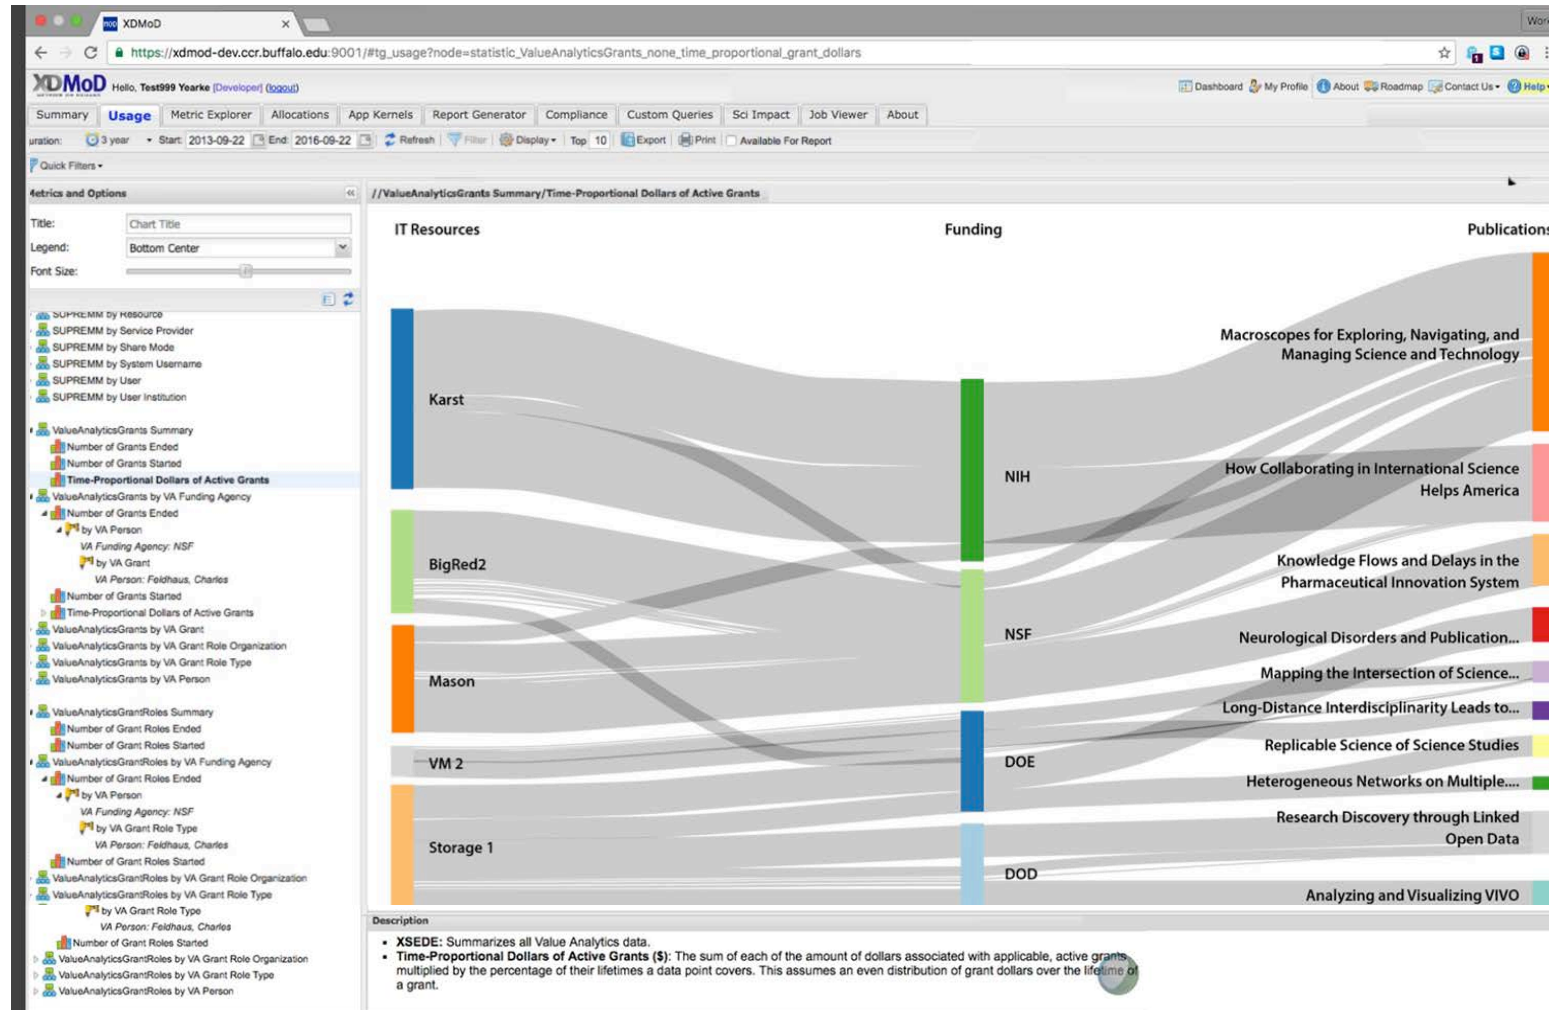 XDMoD
Wor
https://xdmod-dev.ccr.buffalo.edu:9001/#tg_usage?node=statistic_ValueAnalyticsGrants_none_time_proportional_grant_dollars
XDMoD Hello, Test999 Yearke [Developer] (logout)
Dashboard My Profile About Roadmap Contact Us Help
Summary Usage Metric Explorer Allocations App Kernels Report Generator Compliance Custom Queries Sci Impact Job Viewer About
uration: 3 year Start: 2013-09-22 End: 2016-09-22 Refresh Filter Display Top 10 Export Print Available For Report
Quick Filters
Metrics and Options
//ValueAnalyticsGrants Summary/Time-Proportional Dollars of Active Grants
Title: Chart Title
Legend: Bottom Center
Font Size:
SUPREMM by Resource
SUPREMM by Service Provider
SUPREMM by Share Mode
SUPREMM by System Username
SUPREMM by User
SUPREMM by User Institution
ValueAnalyticsGrants Summary
Number of Grants Ended
Number of Grants Started
Time-Proportional Dollars of Active Grants
ValueAnalyticsGrants by VA Funding Agency
Number of Grants Ended
by VA Person
VA Funding Agency: NSF
by VA Grant
VA Person: Feldhaus, Charles
Number of Grants Started
Time-Proportional Dollars of Active Grants
ValueAnalyticsGrants by VA Grant
ValueAnalyticsGrants by VA Grant Role Organization
ValueAnalyticsGrants by VA Grant Role Type
ValueAnalyticsGrants by VA Person
ValueAnalyticsGrantRoles Summary
Number of Grant Roles Ended
Number of Grant Roles Started
ValueAnalyticsGrantRoles by VA Funding Agency
Number of Grant Roles Ended
by VA Person
VA Funding Agency: NSF
by VA Grant Role Type
VA Person: Feldhaus, Charles
Number of Grant Roles Started
ValueAnalyticsGrantRoles by VA Grant Role Organization
ValueAnalyticsGrantRoles by VA Grant Role Type
by VA Grant Role Type
VA Person: Feldhaus, Charles
Number of Grant Roles Started
ValueAnalyticsGrantRoles by VA Grant Role Organization
ValueAnalyticsGrantRoles by VA Grant Role Type
ValueAnalyticsGrantRoles by VA Person
IT Resources
Karst
BigRed2
Mason
VM 2
Storage 1
Funding
NIH
NSF
DOE
DOD
Publications
Macroscopes for Exploring, Navigating, and
Managing Science and Technology
How Collaborating in International Science
Helps America
Knowledge Flows and Delays in the
Pharmaceutical Innovation System
Neurological Disorders and Publication...
Mapping the Intersection of Science...
Long-Distance Interdisciplinarity Leads to...
Replicable Science of Science Studies
Heterogeneous Networks on Multiple....
Research Discovery through Linked
Open Data
Analyzing and Visualizing VIVO
Description
• XSEDE: Summarizes all Value Analytics data.
• Time-Proportional Dollars of Active Grants ($): The sum of each of the amount of dollars associated with applicable, active grants
multiplied by the percentage of their lifetimes a data point covers. This assumes an even distribution of grant dollars over the lifetime of
a grant.